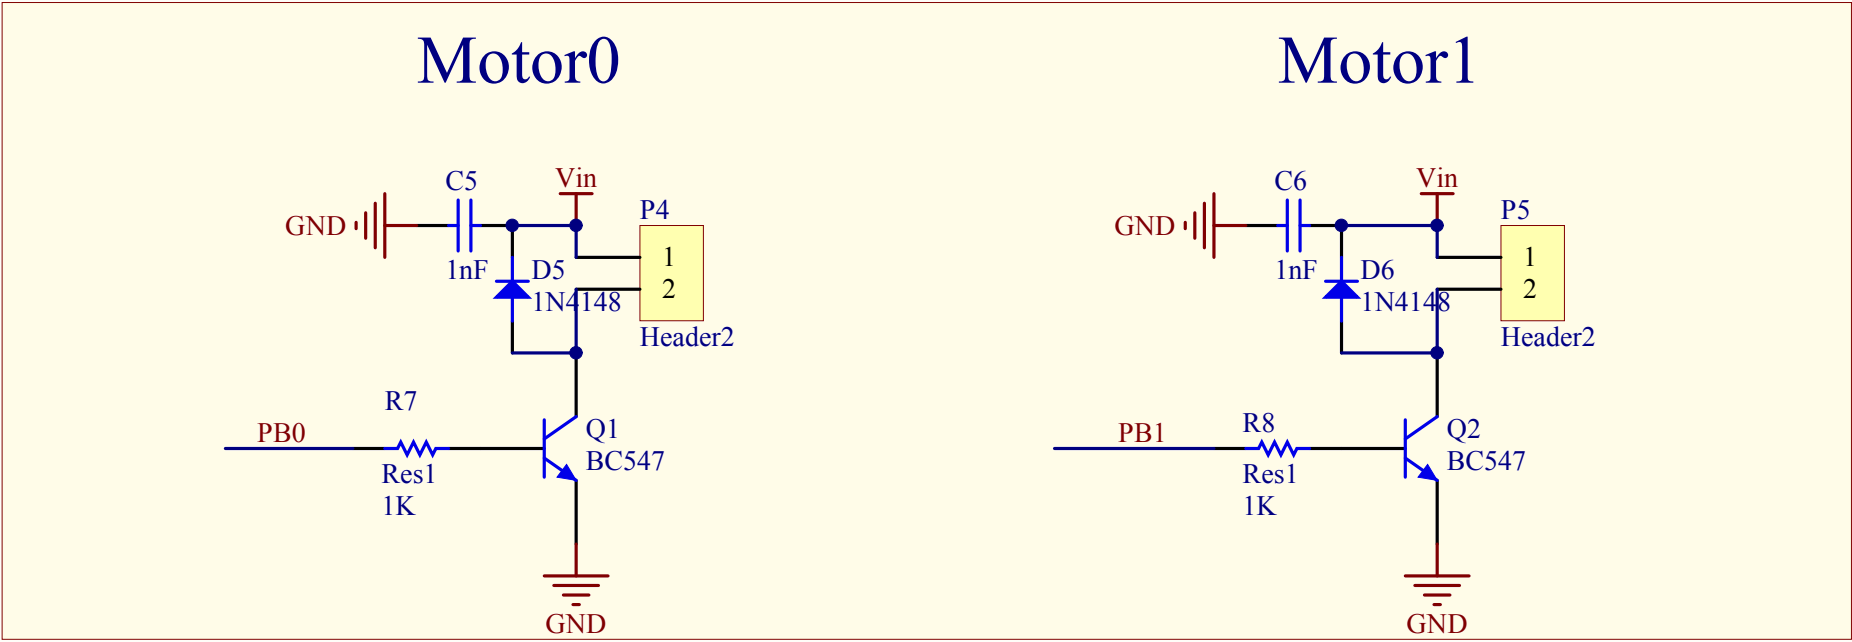 Motor0
Motor1
C5
Vin
P4
GND
1
1nF
D5
2
1N4148
Header2
R7
PB0
Q1
BC547
Res1
1K
GND
C6
Vin
P5
GND
1
1nF
D6
2
1N4148
Header2
R8
PB1
Q2
BC547
Res1
1K
GND